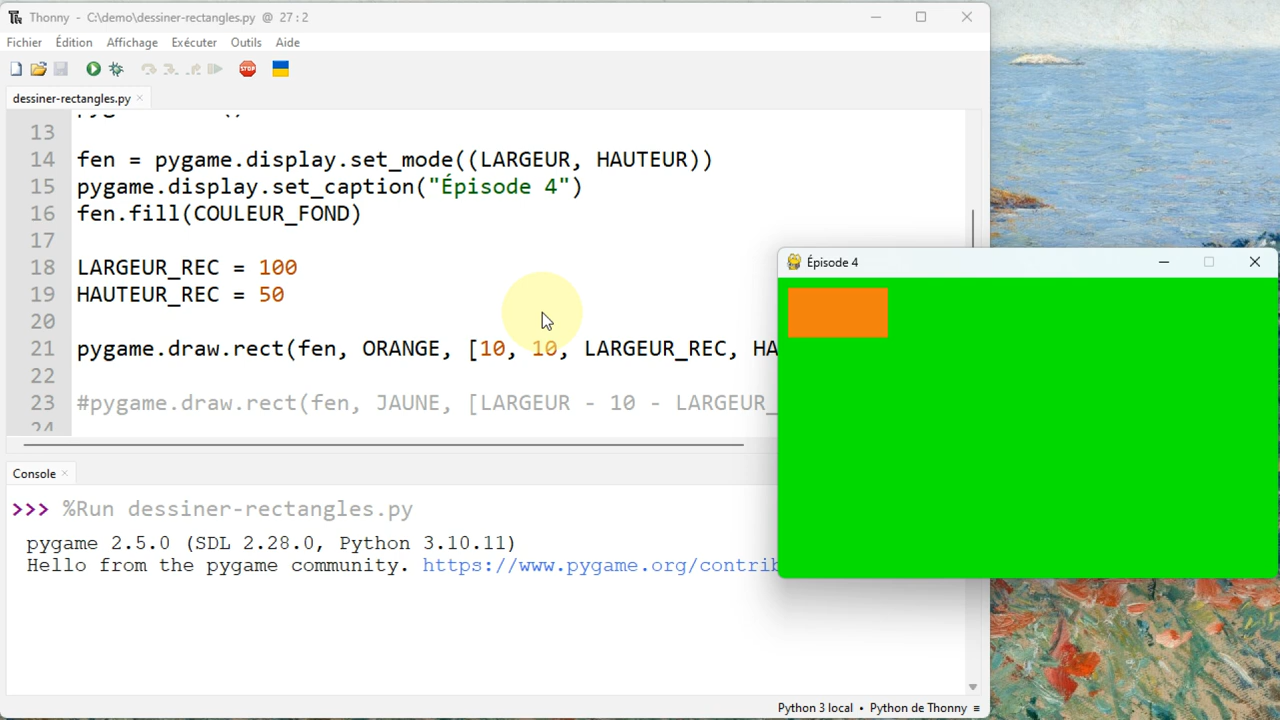 Thonny - C:\demo\dessiner-rectangles.py @ 27 : 2
Fichier Édition Affichage Exécuter Outils Aide
STOP
dessiner-rectangles.py
13
14 fen = pygame.display.set_mode((LARGEUR, HAUTEUR))
15 pygame.display.set_caption("Épisode 4")
16 fen.fill(COULEUR_FOND)
17
18 LARGEUR_REC = 100
19 HAUTEUR_REC = 50
20
21 pygame.draw.rect(fen, ORANGE, [10, 10, LARGEUR_REC, HA
22
23 #pygame.draw.rect(fen, JAUNE, [LARGEUR - 10 - LARGEUR_
24
Épisode 4
Console
>>> %Run dessiner-rectangles.py
pygame 2.5.0 (SDL 2.28.0, Python 3.10.11)
Hello from the pygame community. https://www.pygame.org/contrib
Python 3 local • Python de Thonny ≡